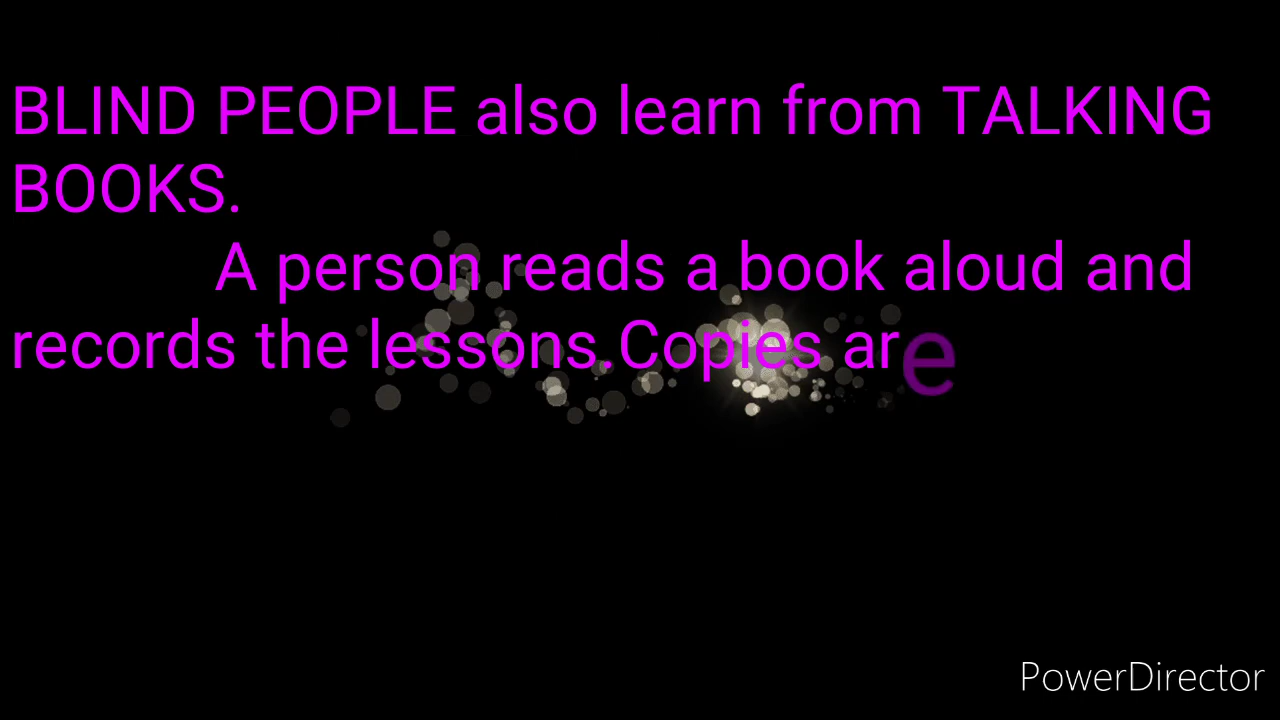 BLIND PEOPLE also learn from TALKING
BOOKS.
A person reads a book aloud and
records the lessons.Copies are
PowerDirector